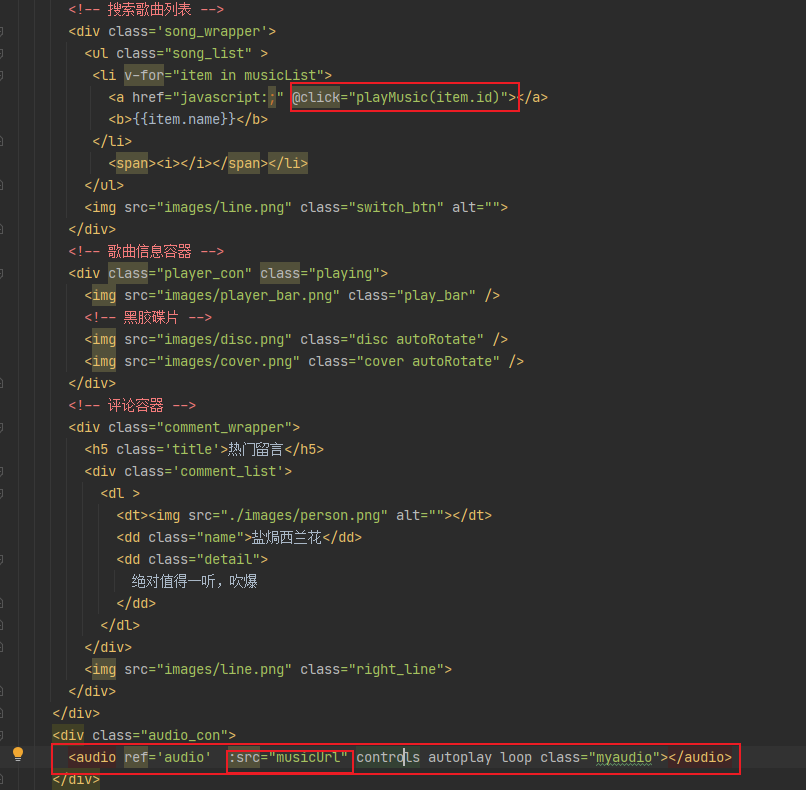 <!-- 搜索歌曲列表 -->
<div class='song_wrapper'>
<ul class="song_list" >
<li v-for="item in musicList">
<a href="javascript:;" @click="playMusic(item.id)"></a>
<b>{{item.name}}</b>
</li>
<span><i></i></span></li>
</ul>
<img src="images/line.png" class="switch_btn" alt="">
</div>
<!-- 歌曲信息容器 -->
<div class="player_con" class="playing">
<img src="images/player_bar.png" class="play_bar" />
<!-- 黑胶碟片 -->
<img src="images/disc.png" class="disc autoRotate" />
<img src="images/cover.png" class="cover autoRotate" />
</div>
<!-- 评论容器 -->
<div class="comment_wrapper">
<h5 class='title'>热门留言</h5>
<div class='comment_list'>
<dl >
<dt><img src="./images/person.png" alt=""></dt>
<dd class="name">盐焗西兰花</dd>
<dd class="detail">
绝对值得一听，吹爆
</dd>
</dl>
</div>
<img src="images/line.png" class="right_line">
</div>
</div>
<div class="audio_con">
<audio ref='audio'  :src="musicUrl" controls autoplay loop class="myaudio"></audio>
</div>